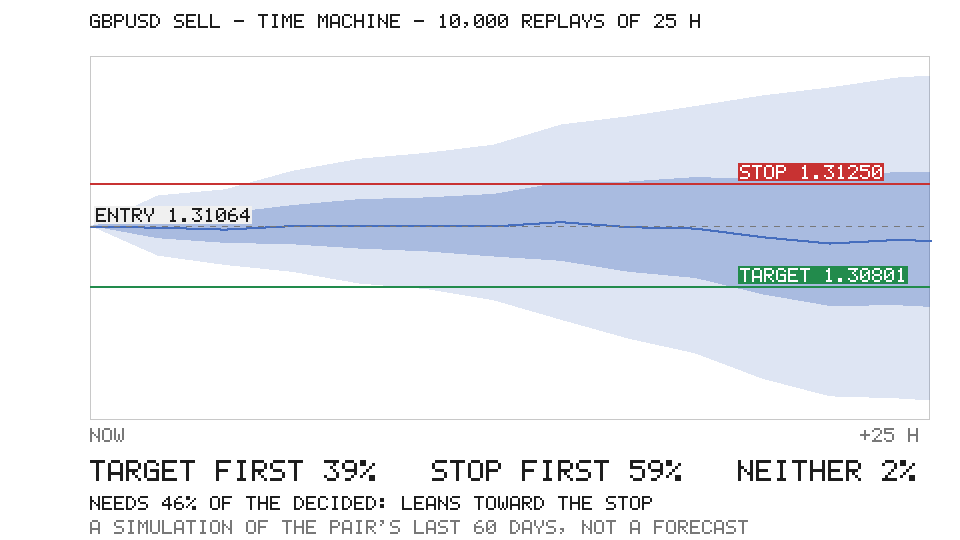 GBPUSD SELL - TIME MACHINE - 10,000 REPLAYS OF 25 H
STOP 1.31250
ENTRY 1.31064
TARGET 1.30801
NOW +25 H
TARGET FIRST 39% STOP FIRST 59% NEITHER 2%
NEEDS 46% OF THE DECIDED: LEANS TOWARD THE STOP
A SIMULATION OF THE PAIR'S LAST 60 DAYS, NOT A FORECAST